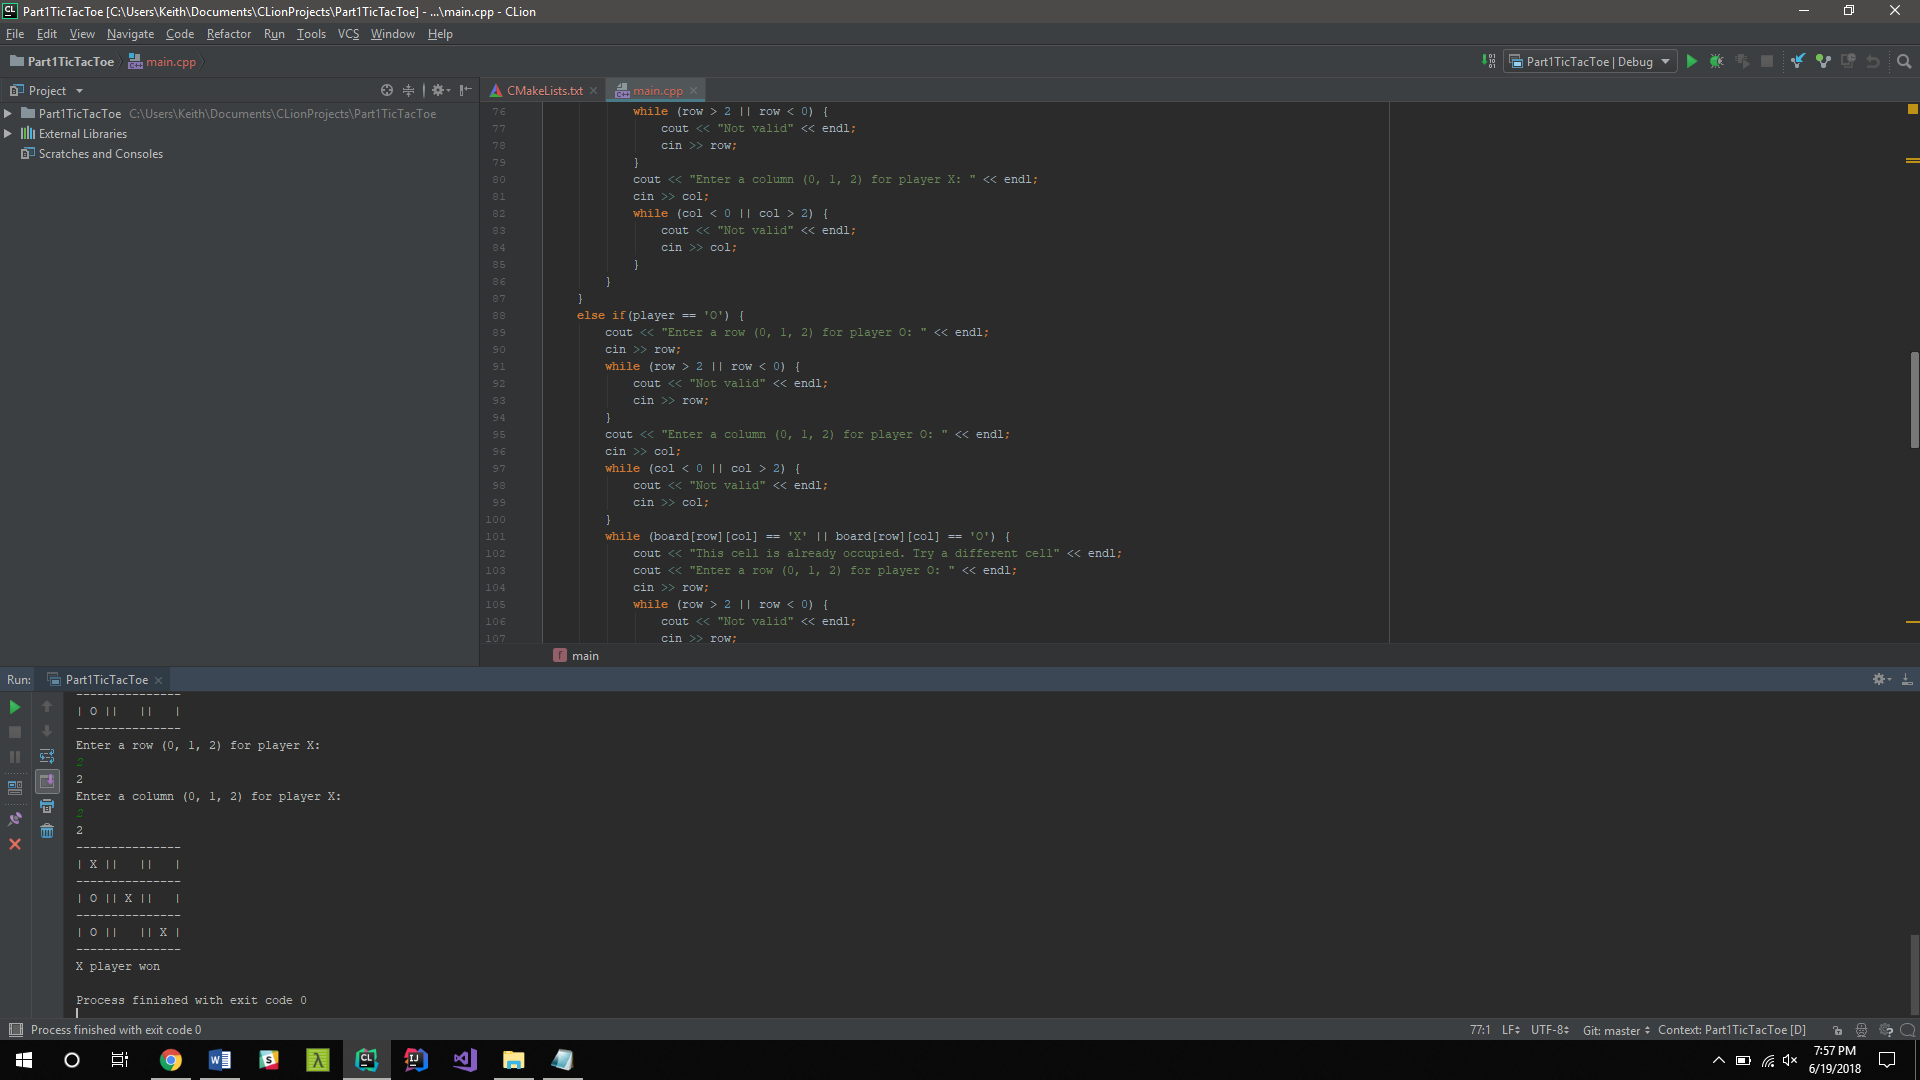 Part1TicTacToe [C:\Users\Keith\Documents\CLionProjects\Part1TicTacToe] - ...\main.cpp - CLion
File Edit View Navigate Code Refactor Run Tools VCS Window Help
Part1TicTacToe main.cpp
Part1TicTacToe | Debug
Project
CMakeLists.txt
main.cpp
Part1TicTacToe C:\Users\Keith\Documents\CLionProjects\Part1TicTacToe
External Libraries
Scratches and Consoles
76 while (row > 2 || row < 0) {
77 cout << "Not valid" << endl;
78 cin >> row;
79 }
80 cout << "Enter a column (0, 1, 2) for player X: " << endl;
81 cin >> col;
82 while (col < 0 || col > 2) {
83 cout << "Not valid" << endl;
84 cin >> col;
85 }
86 }
87 }
88 else if(player == 'O') {
89 cout << "Enter a row (0, 1, 2) for player O: " << endl;
90 cin >> row;
91 while (row > 2 || row < 0) {
92 cout << "Not valid" << endl;
93 cin >> row;
94 }
95 cout << "Enter a column (0, 1, 2) for player O: " << endl;
96 cin >> col;
97 while (col < 0 || col > 2) {
98 cout << "Not valid" << endl;
99 cin >> col;
100 }
101 while (board[row][col] == 'X' || board[row][col] == 'O') {
102 cout << "This cell is already occupied. Try a different cell" << endl;
103 cout << "Enter a row (0, 1, 2) for player O: " << endl;
104 cin >> row;
105 while (row > 2 || row < 0) {
106 cout << "Not valid" << endl;
107 cin >> row;
f main
Run: Part1TicTacToe
---------------
| O ||   ||   |
---------------
Enter a row (0, 1, 2) for player X:
2
2
Enter a column (0, 1, 2) for player X:
2
2
---------------
| X ||   ||   |
---------------
| O || X ||   |
---------------
| O ||   || X |
---------------
X player won
Process finished with exit code 0
Process finished with exit code 0
77:1 LF UTF-8 Git: master Context: Part1TicTacToe [D]
7:57 PM
6/19/2018